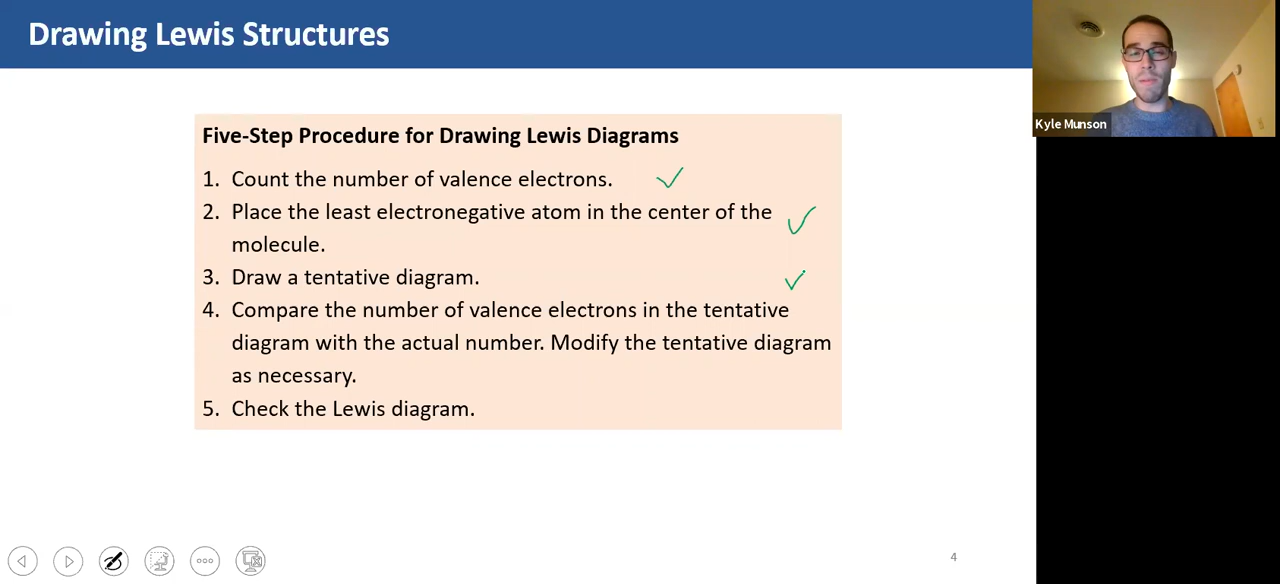 Drawing Lewis Structures
Kyle Munson
Five-Step Procedure for Drawing Lewis Diagrams
1. Count the number of valence electrons.
2. Place the least electronegative atom in the center of the
molecule.
3. Draw a tentative diagram.
4. Compare the number of valence electrons in the tentative
diagram with the actual number. Modify the tentative diagram
as necessary.
5. Check the Lewis diagram.
4